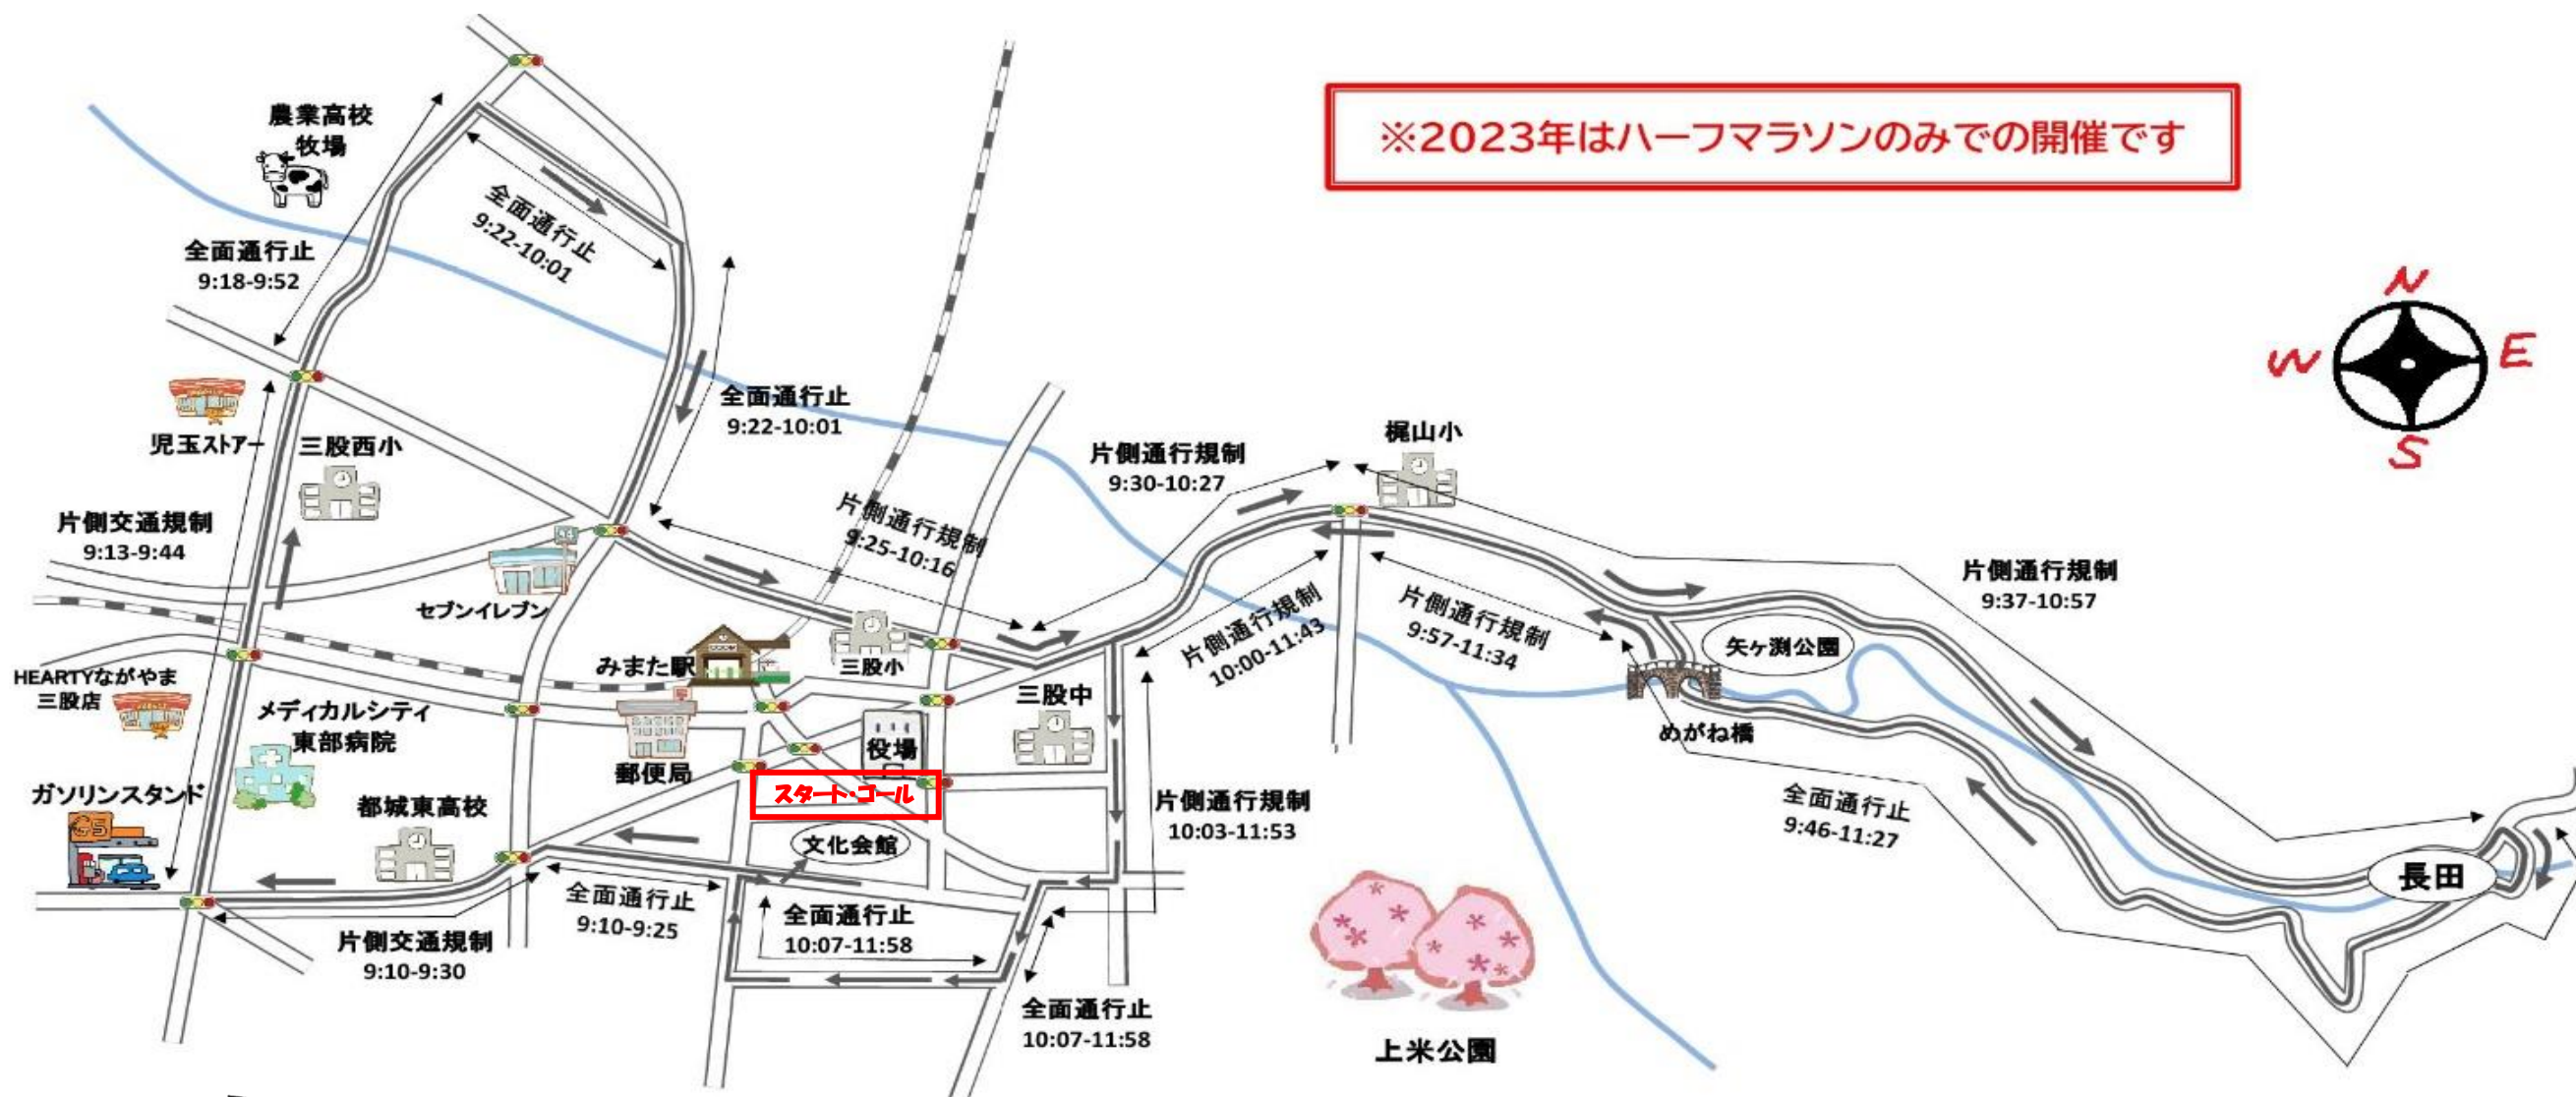 ※2023年はハーフマラソンのみでの開催です
農業高校
牧場
全面通行止
9:22-10:01
全面通行止
9:18-9:52
N
W
E
S
全面通行止
9:22-10:01
児玉ストアー
三股西小
片側通行規制
9:30-10:27
梶山小
片側交通規制
9:13-9:44
片側通行規制
9:25-10:16
セブンイレブン
片側通行規制
9:37-10:57
片側通行規制
10:00-11:43
片側通行規制
9:57-11:34
矢ヶ渕公園
みまた駅
三股小
HEARTYながやま
三股店
メディカルシティ
東部病院
三股中
役場
めがね橋
郵便局
ガソリンスタンド
GS
都城東高校
スタート・ゴール
片側通行規制
10:03-11:53
全面通行止
9:46-11:27
文化会館
長田
全面通行止
9:10-9:25
全面通行止
10:07-11:58
片側交通規制
9:10-9:30
全面通行止
10:07-11:58
上米公園